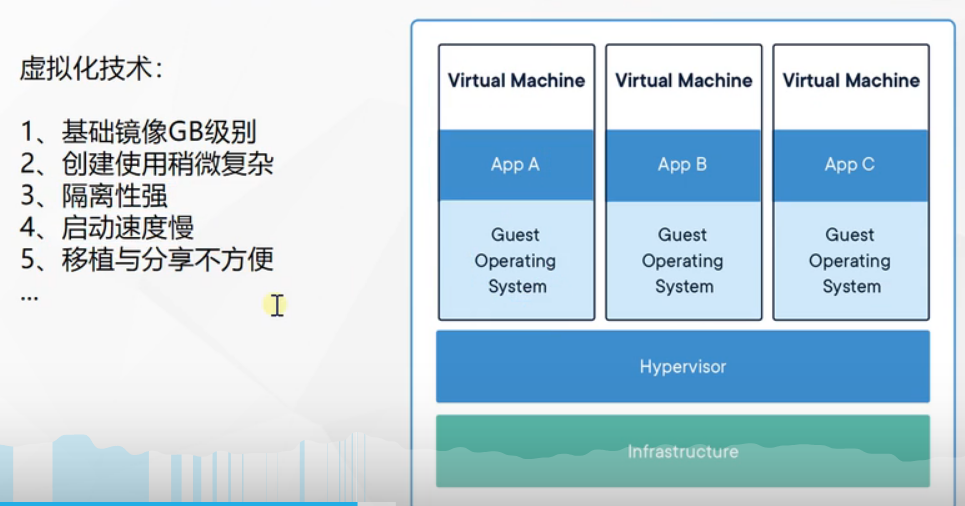 虚拟化技术：
1、基础镜像GB级别
2、创建使用稍微复杂
3、隔离性强
4、启动速度慢
5、移植与分享不方便
...
Virtual Machine
App A
Guest
Operating
System
Virtual Machine
App B
Guest
Operating
System
Virtual Machine
App C
Guest
Operating
System
Hypervisor
Infrastructure